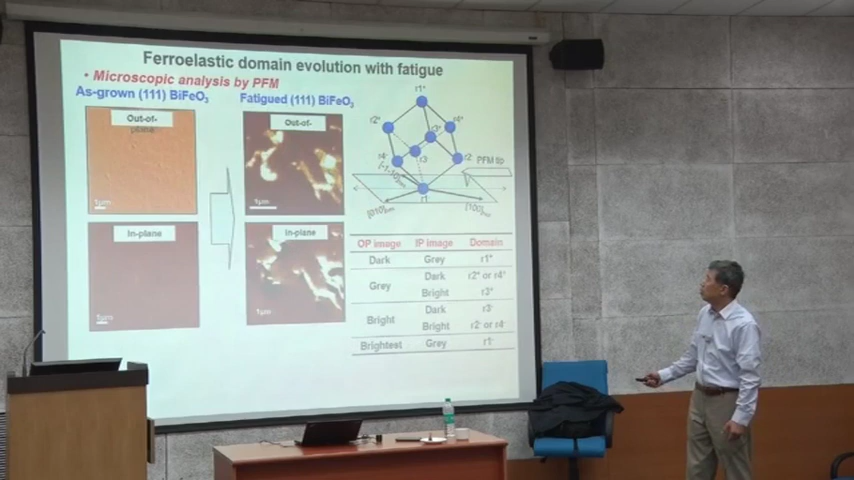 Ferroelastic domain evolution with fatigue
• Microscopic analysis by PFM
As-grown (111) BiFeO₃
Fatigued (111) BiFeO₃
Out-of-
plane
Out-of-
In-plane
In-plane
1μm
1μm
1μm
r1⁺
r2⁺
r3⁺
r4⁺
r4⁻
r3⁻
r2⁻
r1⁻
PFM tip
[010]
[100]
OP image IP image Domain
Dark Grey r1⁺
Grey Dark r2⁺ or r4⁺
Bright r3⁺
Bright Dark r3⁻
Bright r2⁻ or r4⁻
Brightest Grey r1⁻